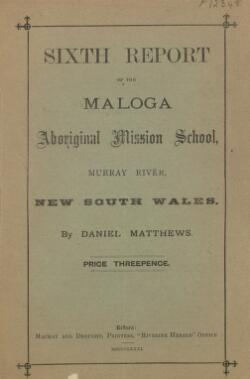 SIXTH REPORT
OF THE
MALOGA
Aboriginal Mission School,
MURRAY RIVER,
NEW SOUTH WALES.
By DANIEL MATTHEWS.
PRICE THREEPENCE.
Echuca:
MACKAY AND DROUGHT, PRINTERS, "RIVERINE HERALD" OFFICE